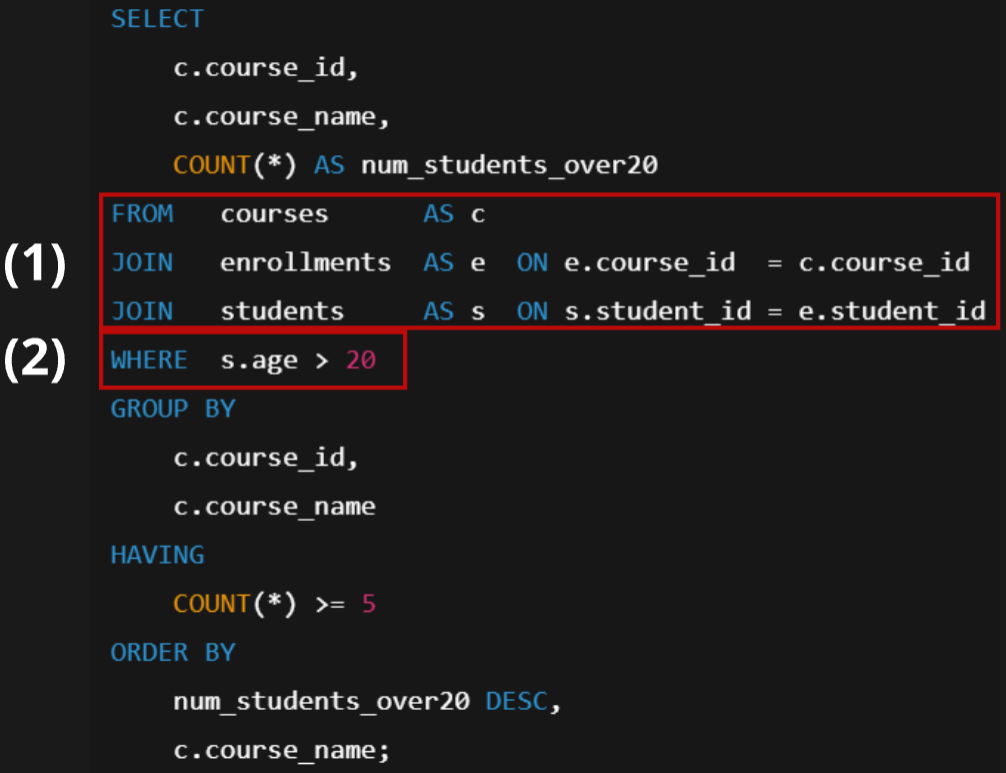 SELECT
c.course_id,
c.course_name,
COUNT(*) AS num_students_over20
FROM courses AS c
(1) JOIN enrollments AS e ON e.course_id = c.course_id
JOIN students AS s ON s.student_id = e.student_id
(2) WHERE s.age > 20
GROUP BY
c.course_id,
c.course_name
HAVING
COUNT(*) >= 5
ORDER BY
num_students_over20 DESC,
c.course_name;